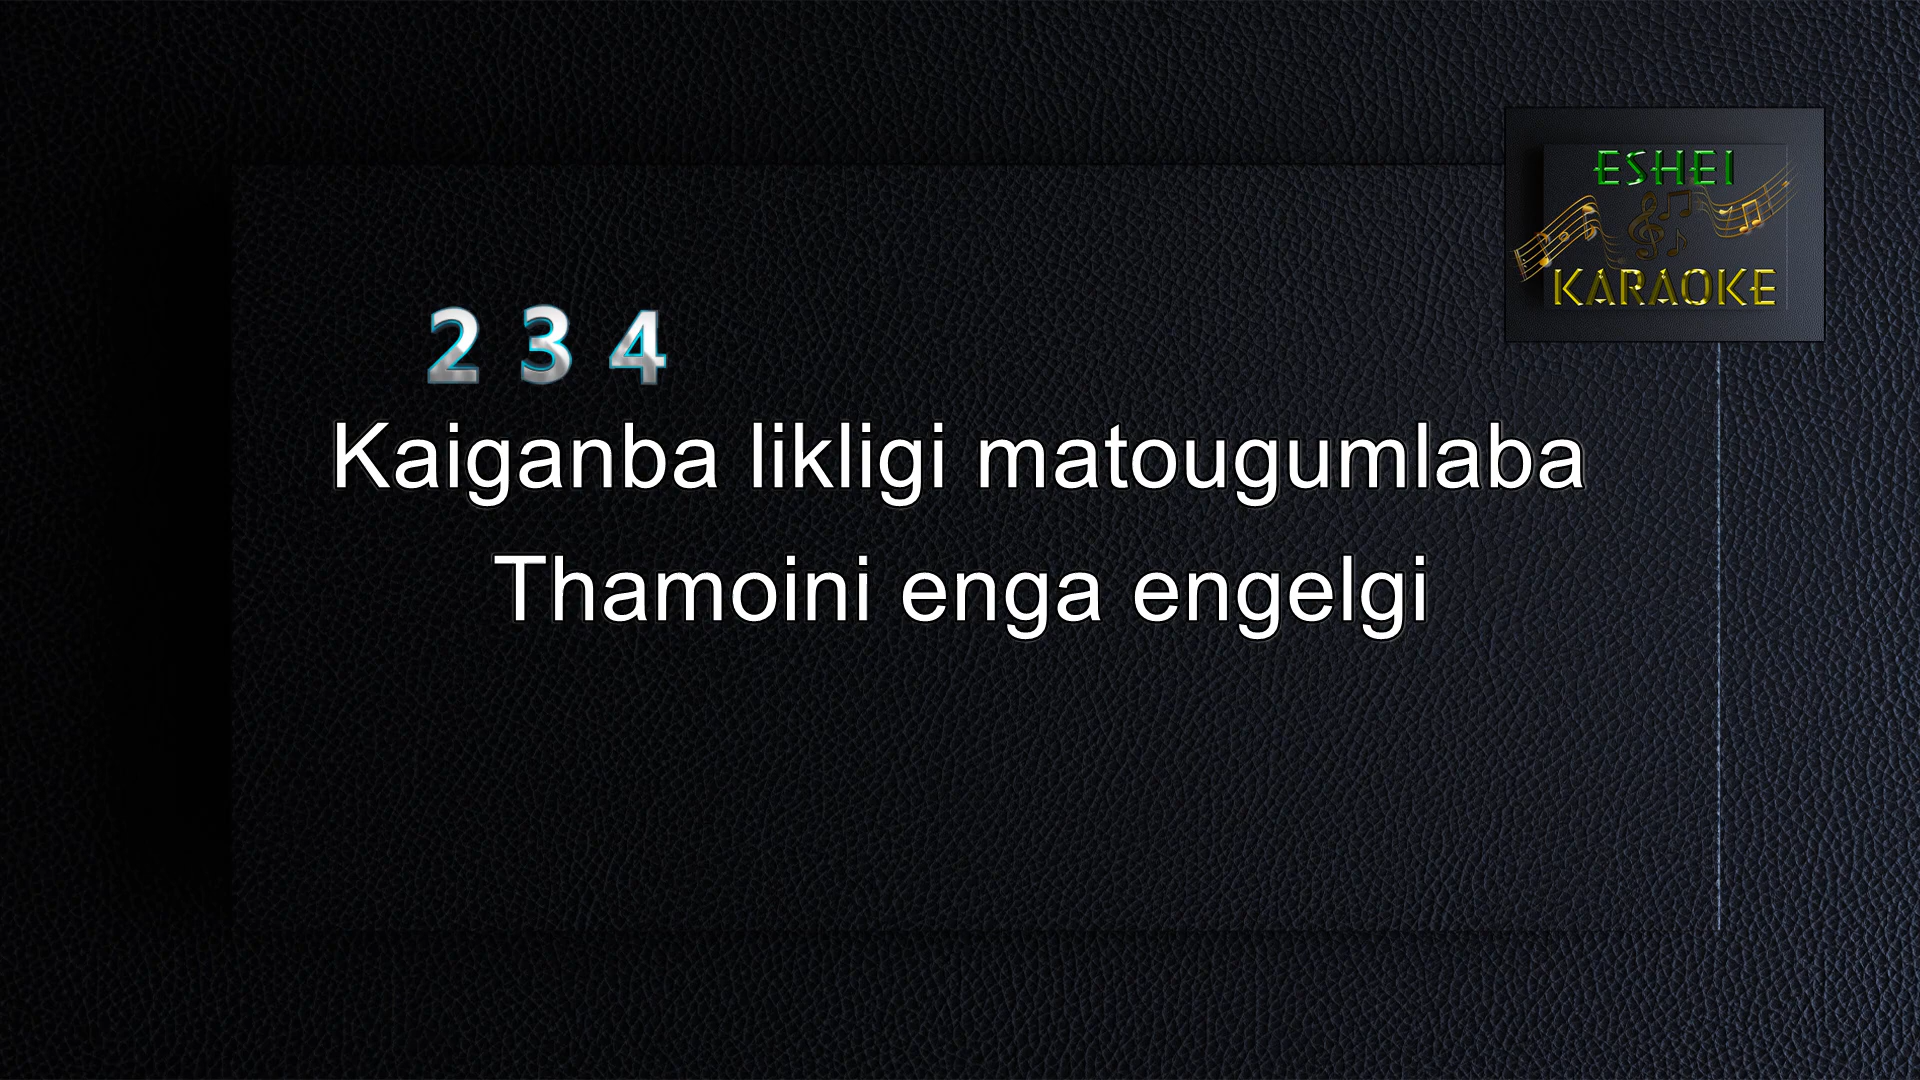 ESHEI
KARAOKE
2 3 4
Kaiganba likligi matougumlaba
Thamoini enga engelgi